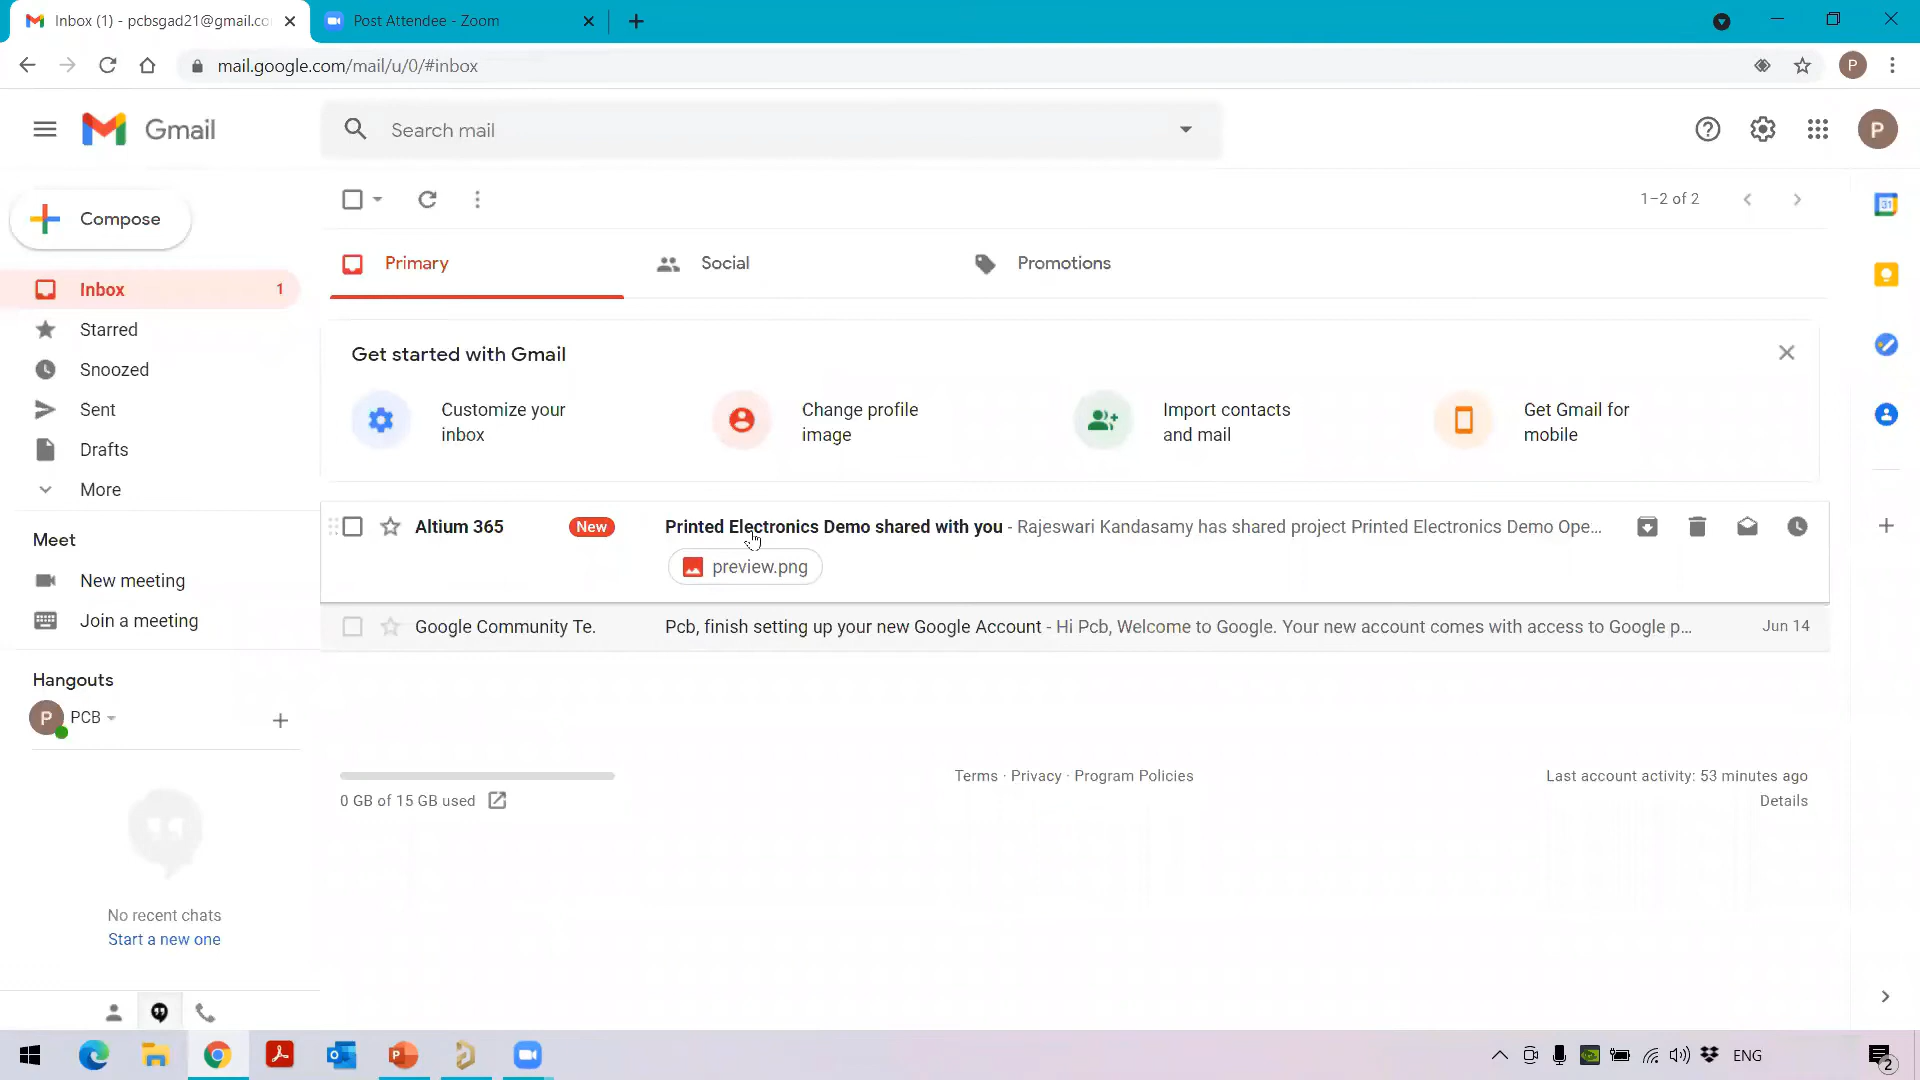 Inbox (1) - pcbsgad21@gmail.co
Post Attendee - Zoom
mail.google.com/mail/u/0/#inbox
P
Gmail
Search mail
P
Compose
1–2 of 2
31
Primary
Social
Promotions
Inbox
1
Starred
Snoozed
Sent
Drafts
More
Get started with Gmail
Customize your
inbox
Change profile
image
Import contacts
and mail
Get Gmail for
mobile
Altium 365
New
Printed Electronics Demo shared with you - Rajeswari Kandasamy has shared project Printed Electronics Demo Ope...
preview.png
Google Community Te.
Pcb, finish setting up your new Google Account - Hi Pcb, Welcome to Google. Your new account comes with access to Google p...
Jun 14
Meet
New meeting
Join a meeting
Hangouts
P
PCB
No recent chats
Start a new one
0 GB of 15 GB used
Terms · Privacy · Program Policies
Last account activity: 53 minutes ago
Details
ENG
2